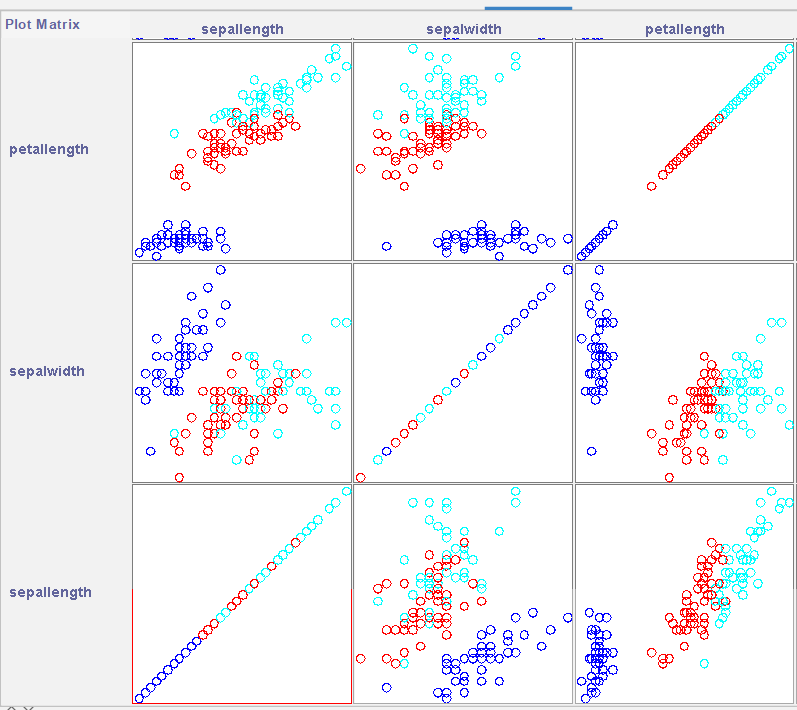 Plot Matrix
sepallength sepalwidth petallength
petallength
sepalwidth
sepallength